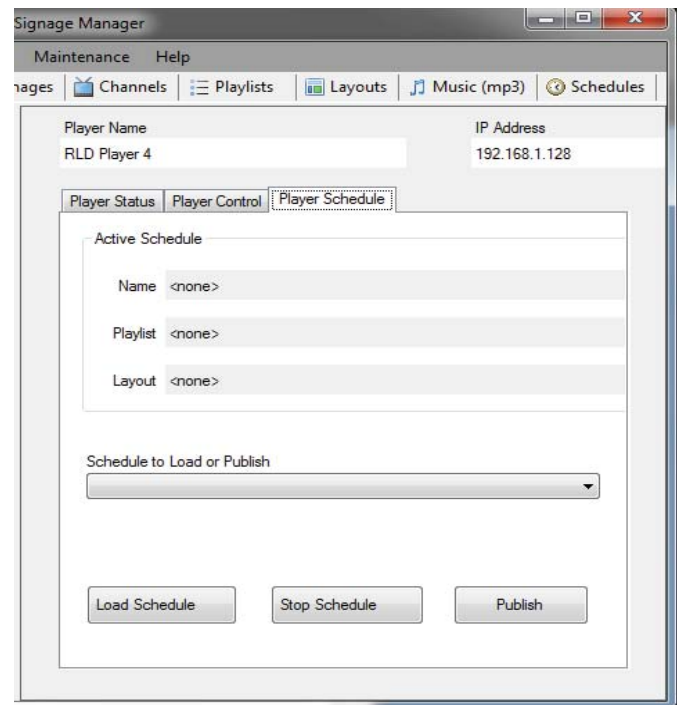 Signage Manager
Maintenance Help
nages Channels Playlists Layouts Music (mp3) Schedules
Player Name IP Address
RLD Player 4 192.168.1.128
Player Status Player Control Player Schedule
Active Schedule
Name <none>
Playlist <none>
Layout <none>
Schedule to Load or Publish
Load Schedule Stop Schedule Publish